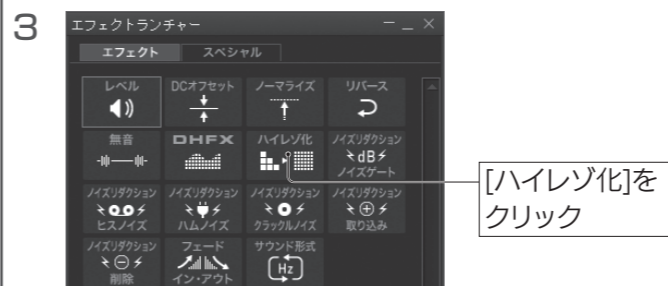 3
エフェクトランチャー
エフェクト スペシャル
レベル DCオフセット ノーマライズ リバース
無音 DHFX ハイレゾ化 ノイズリダクション
dB
ノイズゲート
[ハイレゾ化]を
クリック
ノイズリダクション ノイズリダクション ノイズリダクション ノイズリダクション
ヒスノイズ ハムノイズ クラックルノイズ 取り込み
ノイズリダクション フェード サウンド形式
Hz
削除 イン・アウト